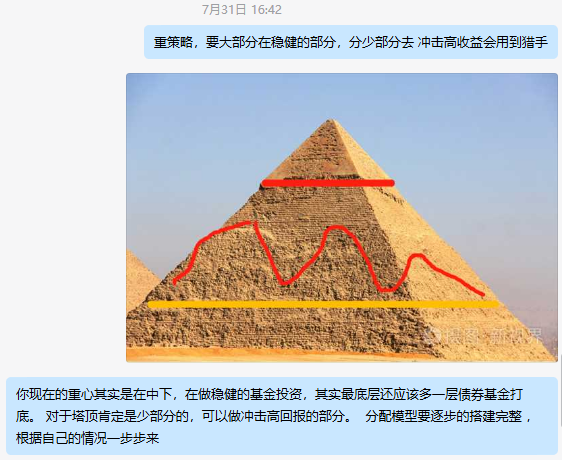 7月31日 16:42
重策略，要大部分在稳健的部分，分少部分去 冲击高收益会用到猎手
摄图·新视界
你现在的重心其实是在中下，在做稳健的基金投资，其实最底层还应该多一层债券基金打
底。 对于塔顶肯定是少部分的，可以做冲击高回报的部分。 分配模型要逐步的搭建完整，
根据自己的情况一步步来